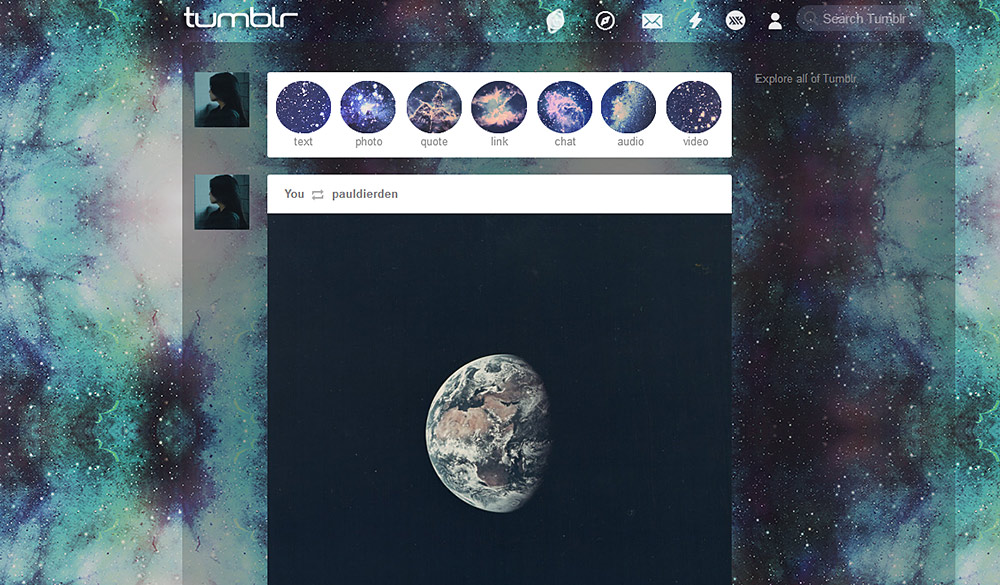 tumblr
Search Tumblr
Explore all of Tumblr
text photo quote link chat audio video
You pauldierden